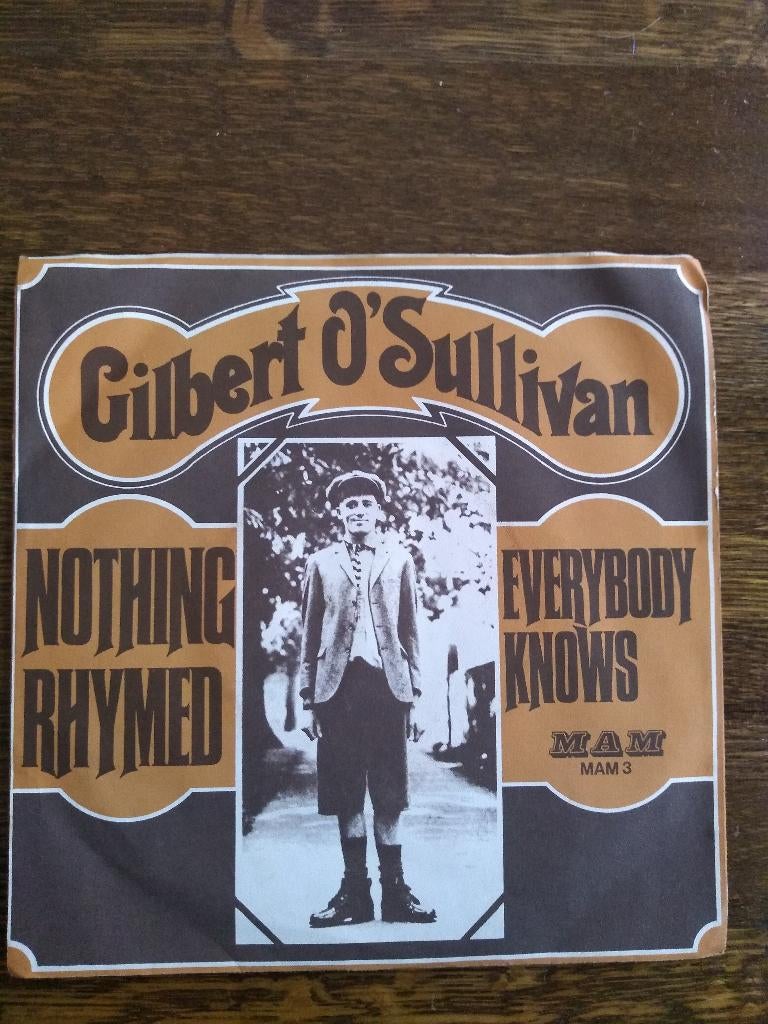 Gilbert O'Sullivan
NOTHING
RHYMED
EVERYBODY
KNOWS
MAM
MAM 3